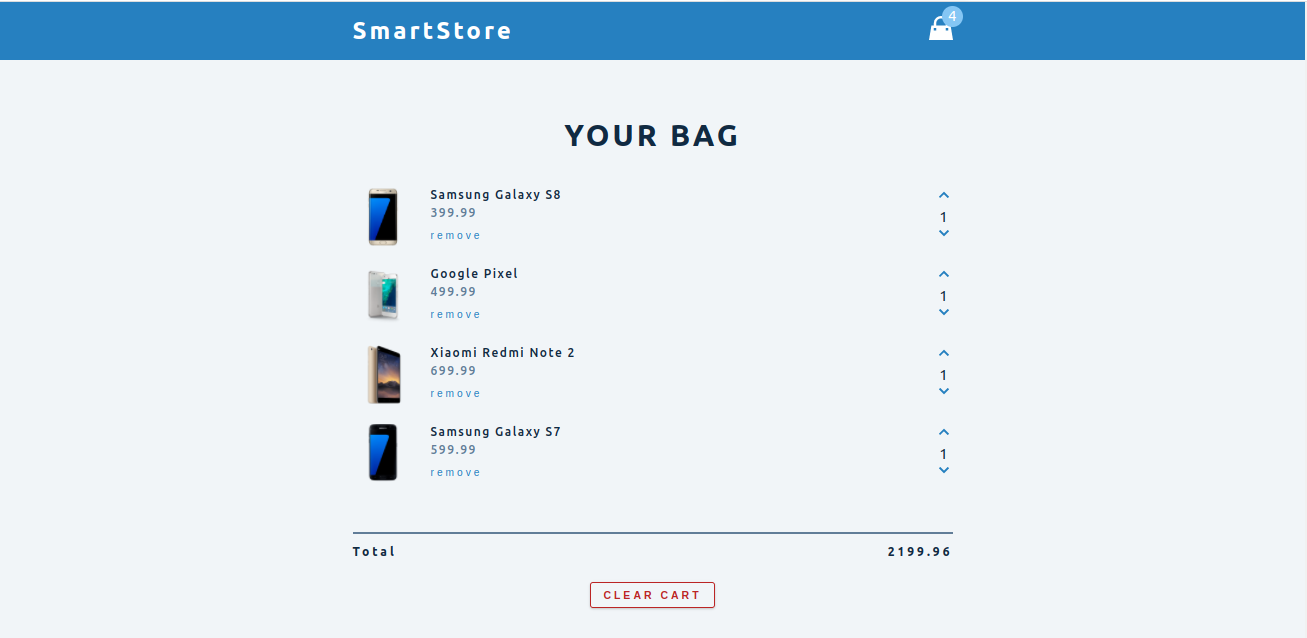 SmartStore
4
YOUR BAG
Samsung Galaxy S8
399.99
remove
1
Google Pixel
499.99
remove
1
Xiaomi Redmi Note 2
699.99
remove
1
Samsung Galaxy S7
599.99
remove
1
Total 2199.96
CLEAR CART